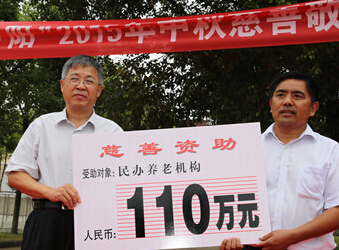 阳"2015年中秋慈善敬
慈善资助
受助对象:民办养老机构
人民币: 110万元